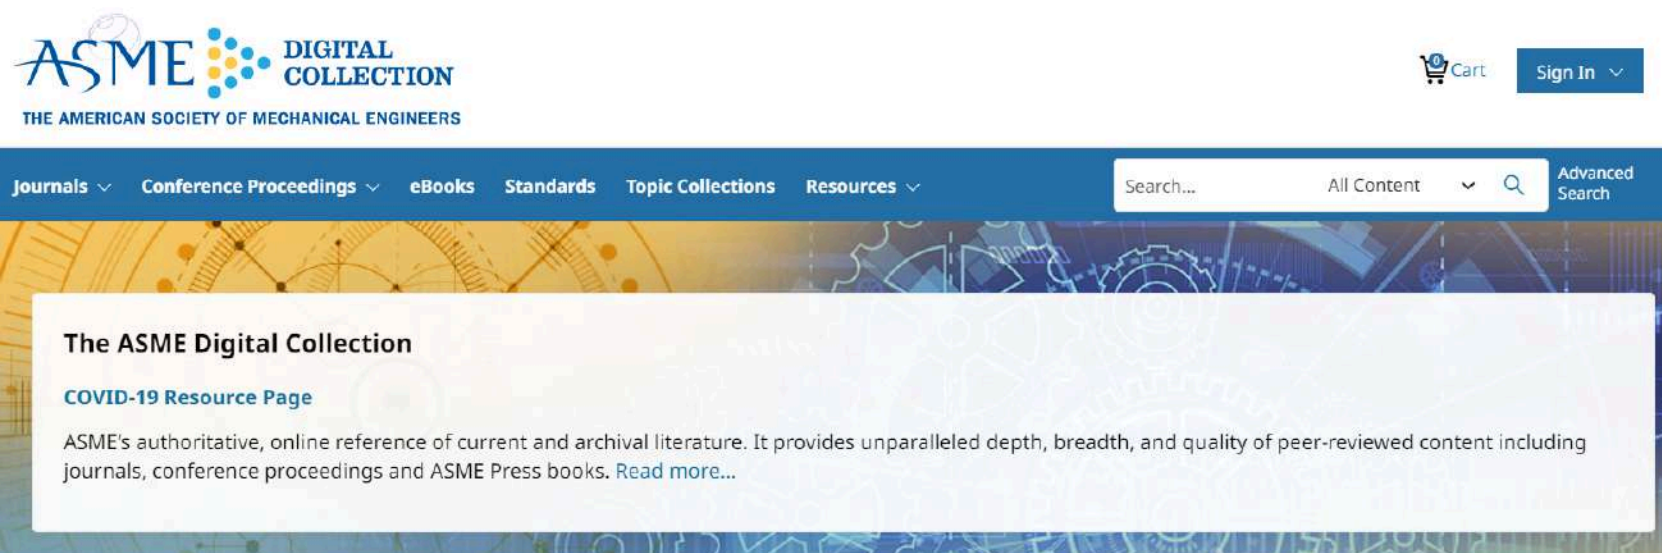 ASME DIGITAL COLLECTION
THE AMERICAN SOCIETY OF MECHANICAL ENGINEERS
0 Cart
Sign In
Journals Conference Proceedings eBooks Standards Topic Collections Resources
Search... All Content
Advanced Search
The ASME Digital Collection
COVID-19 Resource Page
ASME's authoritative, online reference of current and archival literature. It provides unparalleled depth, breadth, and quality of peer-reviewed content including
journals, conference proceedings and ASME Press books. Read more...